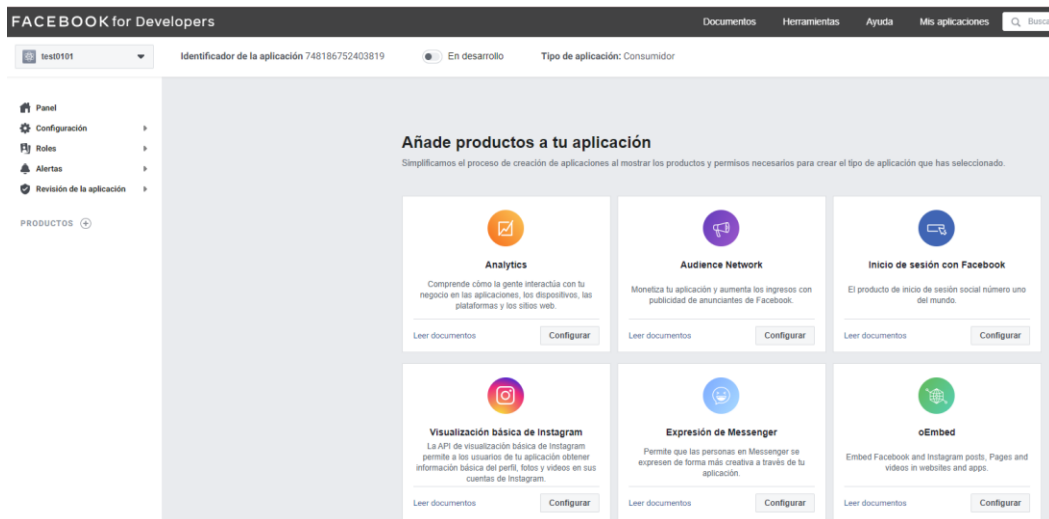 FACEBOOK for Developers
Documentos
Herramientas
Ayuda
Mis aplicaciones
test0101
Identificador de la aplicación 748186752403819
En desarrollo
Tipo de aplicación: Consumidor
Panel
Configuración
Roles
Alertas
Revisión de la aplicación
PRODUCTOS
Añade productos a tu aplicación
Simplificamos el proceso de creación de aplicaciones al mostrar los productos y permisos necesarios para crear el tipo de aplicación que has seleccionado.
Analytics
Comprende cómo la gente interactúa con tu
negocio en las aplicaciones, los dispositivos, las
plataformas y los sitios web.
Leer documentos
Configurar
Audience Network
Monetiza tu aplicación y aumenta los ingresos con
publicidad de anunciantes de Facebook.
Leer documentos
Configurar
Inicio de sesión con Facebook
El producto de inicio de sesión social número uno
del mundo.
Leer documentos
Configurar
Visualización básica de Instagram
La API de visualización básica de Instagram
permite a los usuarios de tu aplicación obtener
información básica del perfil, fotos y videos en sus
cuentas de Instagram.
Leer documentos
Configurar
Expresión de Messenger
Permite que las personas en Messenger se
expresen de forma más creativa a través de tu
aplicación.
Leer documentos
Configurar
oEmbed
Embed Facebook and Instagram posts, Pages and
videos in websites and apps.
Leer documentos
Configurar